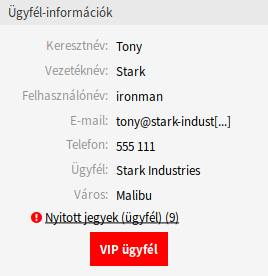 Ügyfél-információk
Keresztnév: Tony
Vezetéknév: Stark
Felhasználónév: ironman
E-mail: tony@stark-indust[...]
Telefon: 555 111
Ügyfél: Stark Industries
Város: Malibu
Nyitott jegyek (ügyfél) (9)
VIP ügyfél